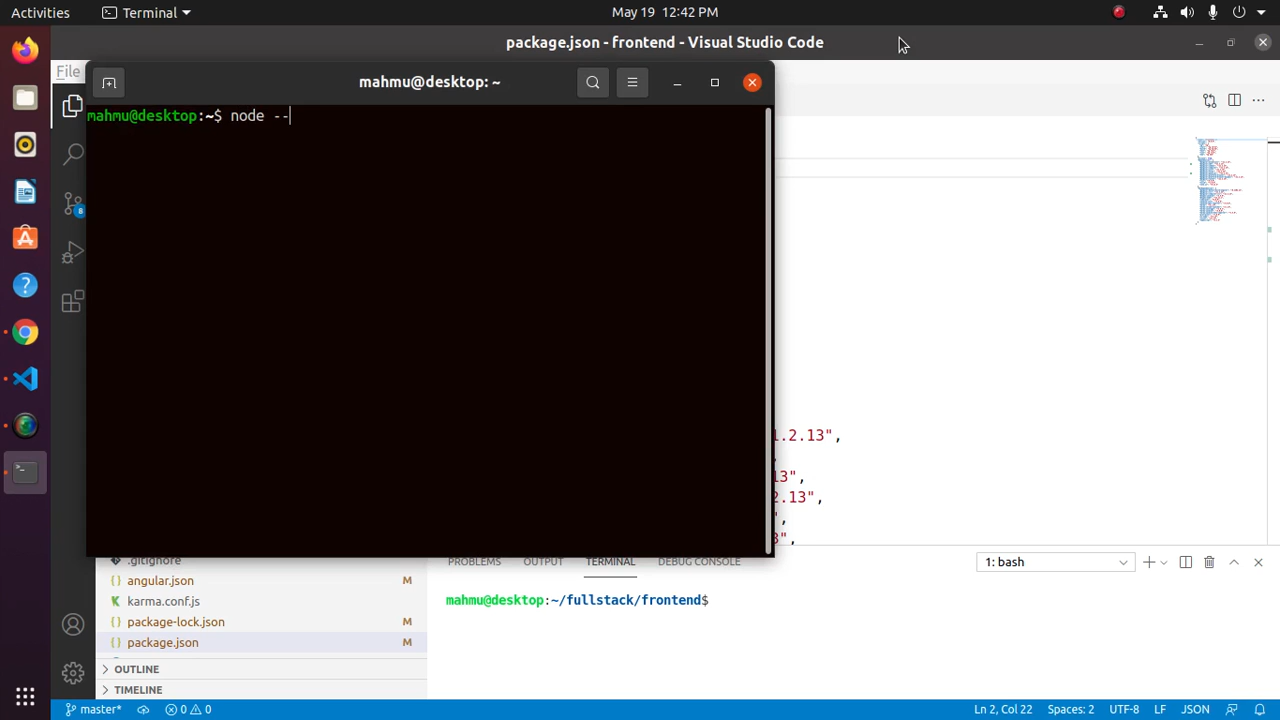 Activities
Terminal
May 19 12:42 PM
package.json - frontend - Visual Studio Code
File
mahmu@desktop: ~
mahmu@desktop:~$ node --
1.2.13",
,
13",
2.13",
",
3",
.gitignore
angular.json M
karma.conf.js
package-lock.json M
package.json M
OUTLINE
TIMELINE
PROBLEMS OUTPUT TERMINAL DEBUG CONSOLE
1: bash
mahmu@desktop:~/fullstack/frontend$
8
master* 0 0
Ln 2, Col 22 Spaces: 2 UTF-8 LF JSON